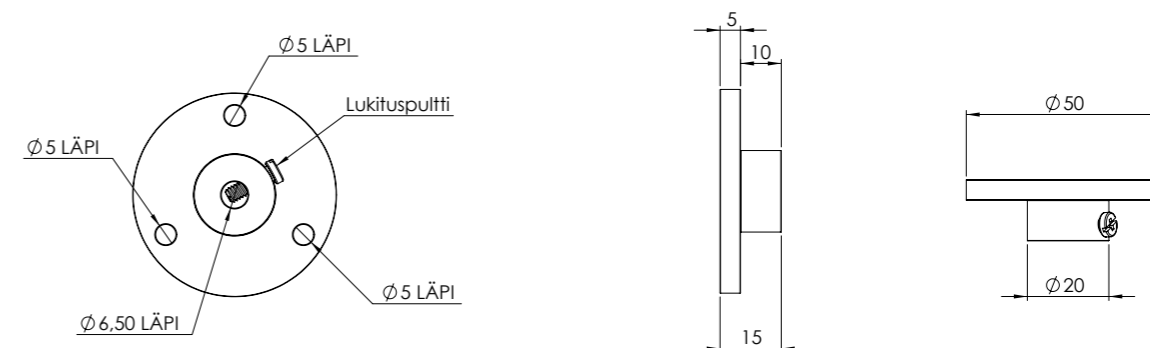 Ø5 LÄPI
Lukituspultti
Ø5 LÄPI
Ø5 LÄPI
Ø6,50 LÄPI
5
10
15
Ø50
Ø20